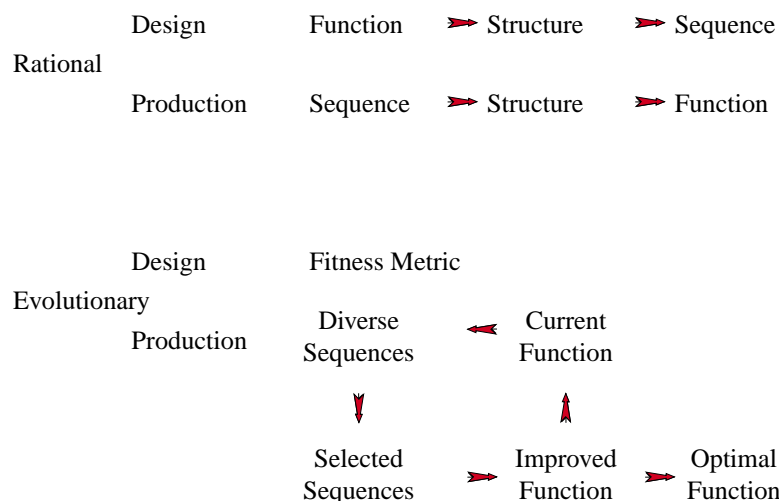 Design Function Structure Sequence
Rational
Production Sequence Structure Function
Design Fitness Metric
Evolutionary
Production
Diverse Current
Sequences Function
Selected Improved Optimal
Sequences Function Function